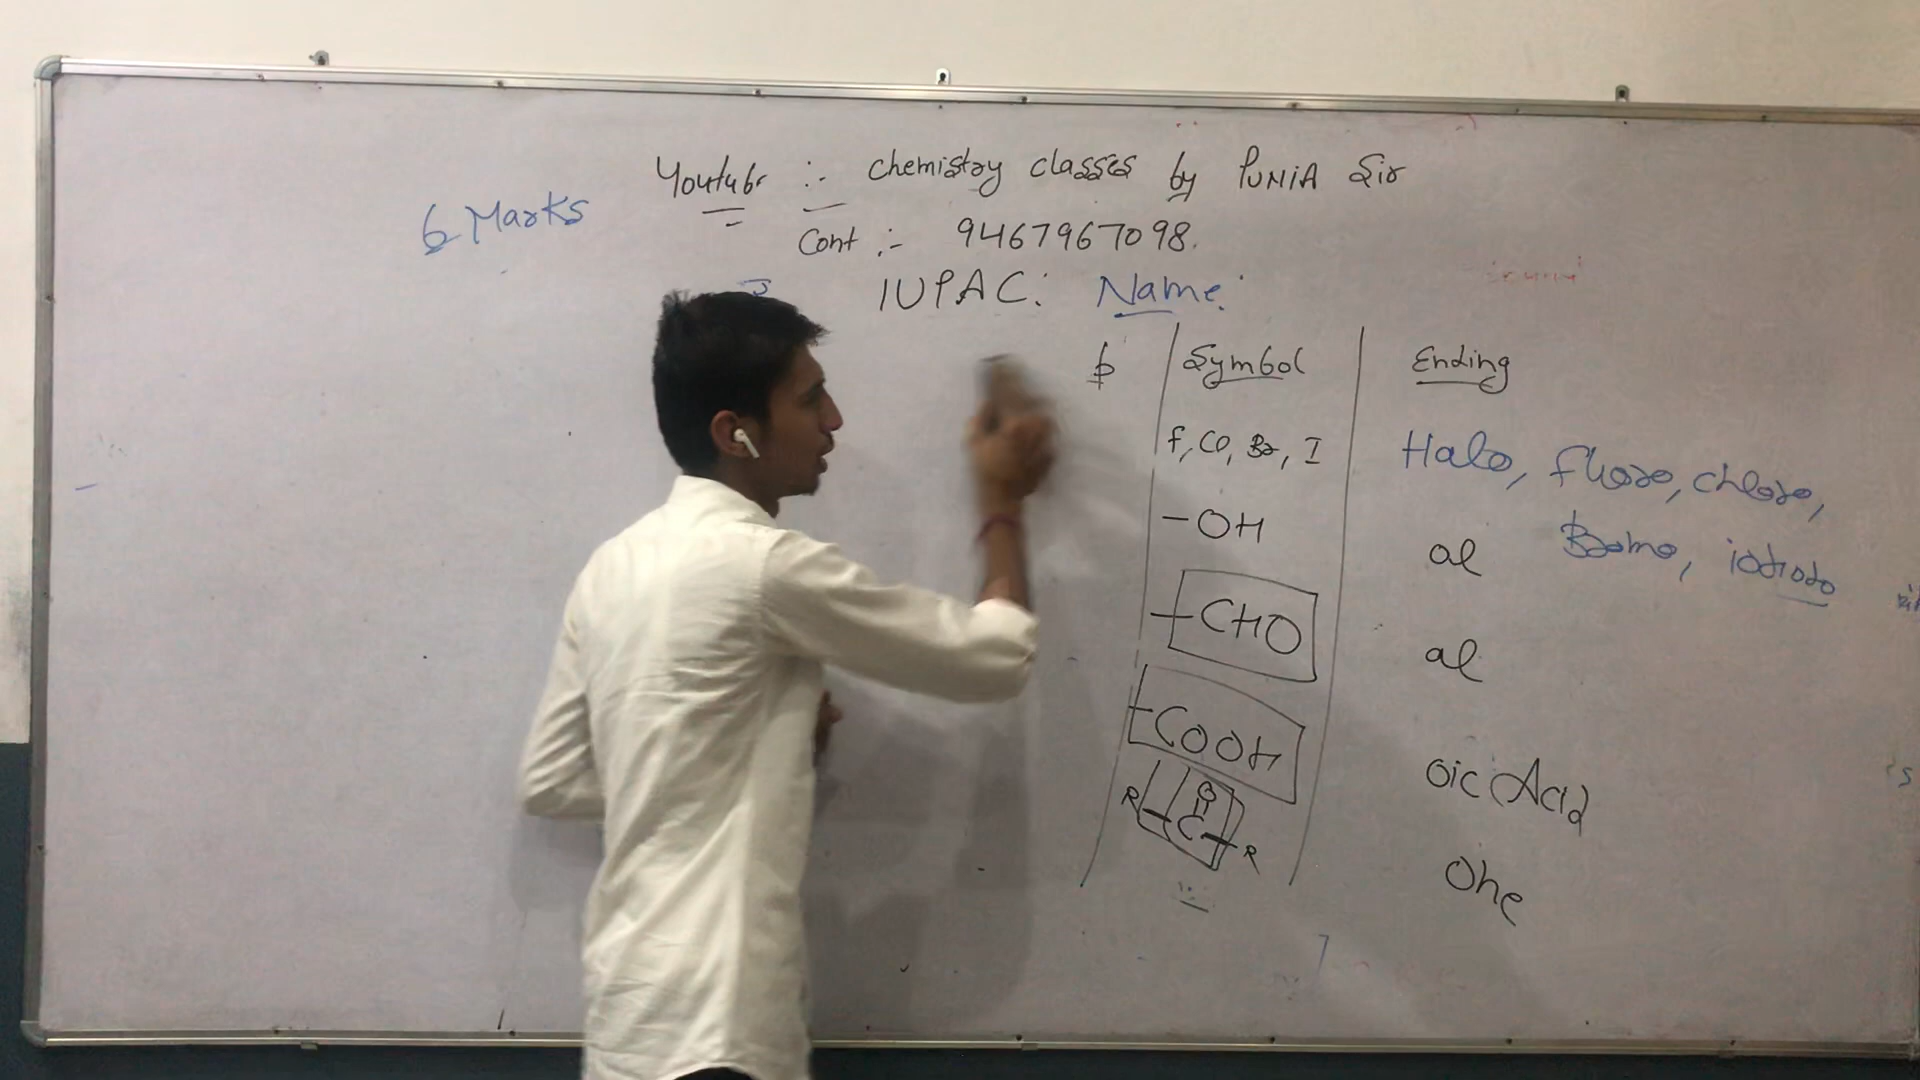 Youtube :- Chemistry classes by PUNIA Sir
6 Marks
Cont :- 9467967098.
IUPAC: Name:
Symbol Ending
F, Cl, Br, I Halo, fluoro, chloro,
Bromo, iodo
-OH ol
-CHO al
-COOH oic Acid
O
||
R-C-R One